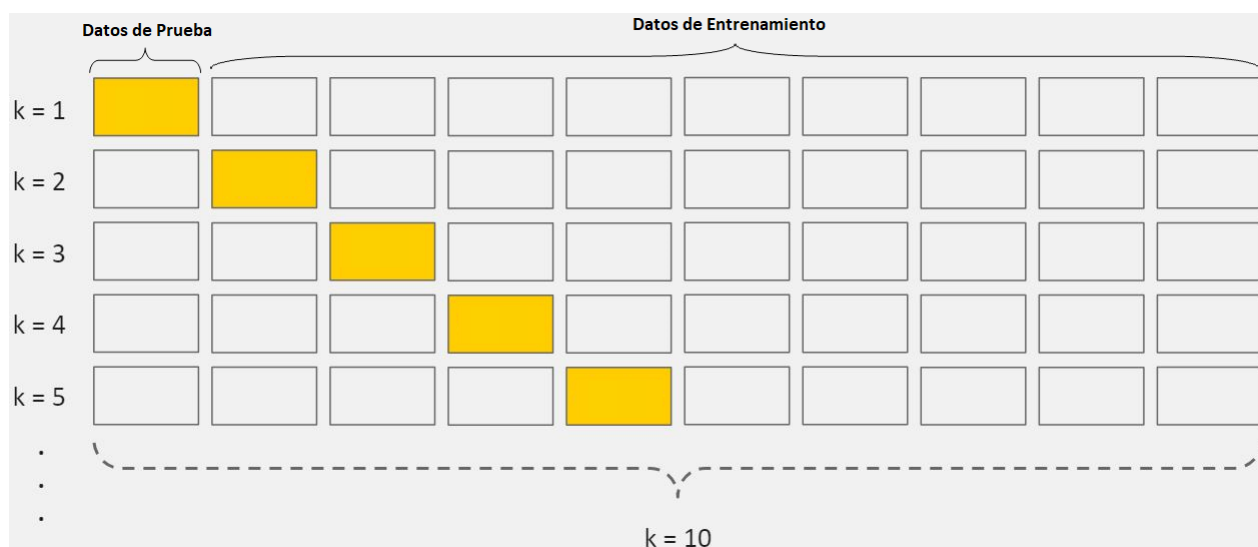 Datos de Prueba
Datos de Entrenamiento
k = 1
k = 2
k = 3
k = 4
k = 5
.
.
.
k = 10